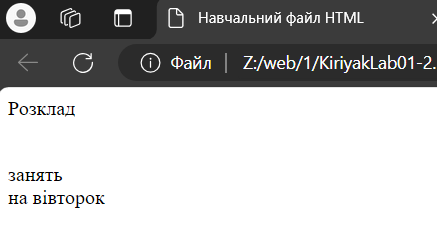 Навчальний файл HTML
Файл
Z:/web/1/KiriyakLab01-2.
Розклад
занять
на вівторок